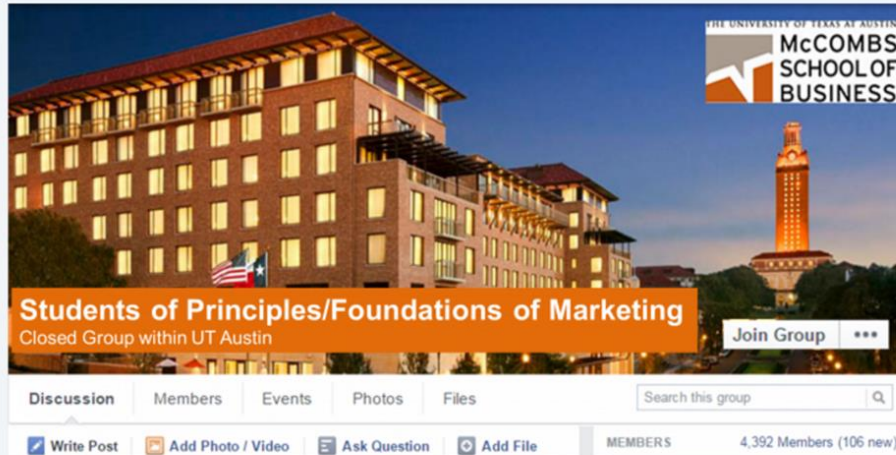 THE UNIVERSITY OF TEXAS AT AUSTIN
McCOMBS
SCHOOL OF
BUSINESS
Students of Principles/Foundations of Marketing
Closed Group within UT Austin
Join Group
Discussion Members Events Photos Files Search this group
Write Post Add Photo / Video Ask Question Add File MEMBERS 4,392 Members (106 new)